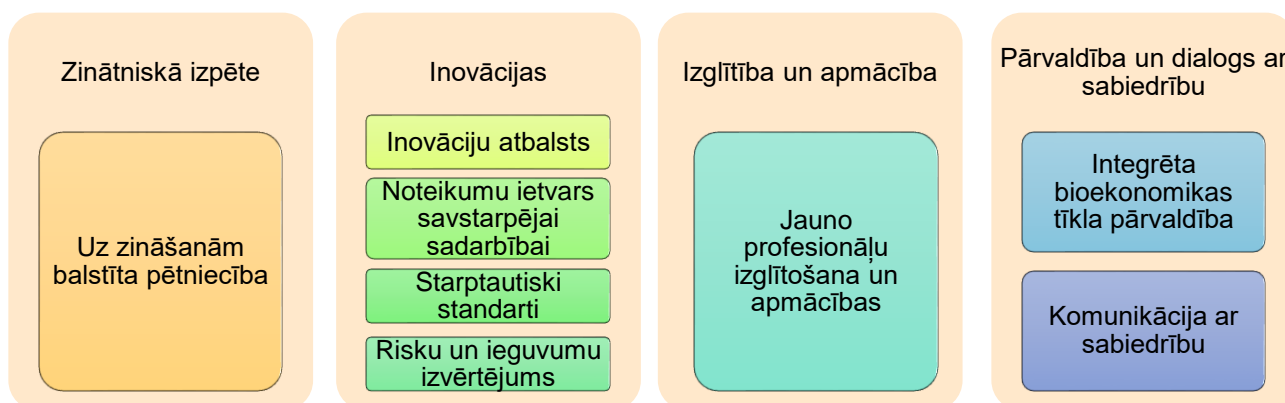 Zinātniskā izpēte
Uz zināšanām
balstīta pētniecība
Inovācijas
Inovāciju atbalsts
Noteikumu ietvars
savstarpējai
sadarbībai
Starptautiski
standarti
Risku un ieguvumu
izvērtējums
Izglītība un apmācība
Jauno
profesionāļu
izglītošana un
apmācības
Pārvaldība un dialogs ar
sabiedrību
Integrēta
bioekonomikas
tīkla pārvaldība
Komunikācija ar
sabiedrību